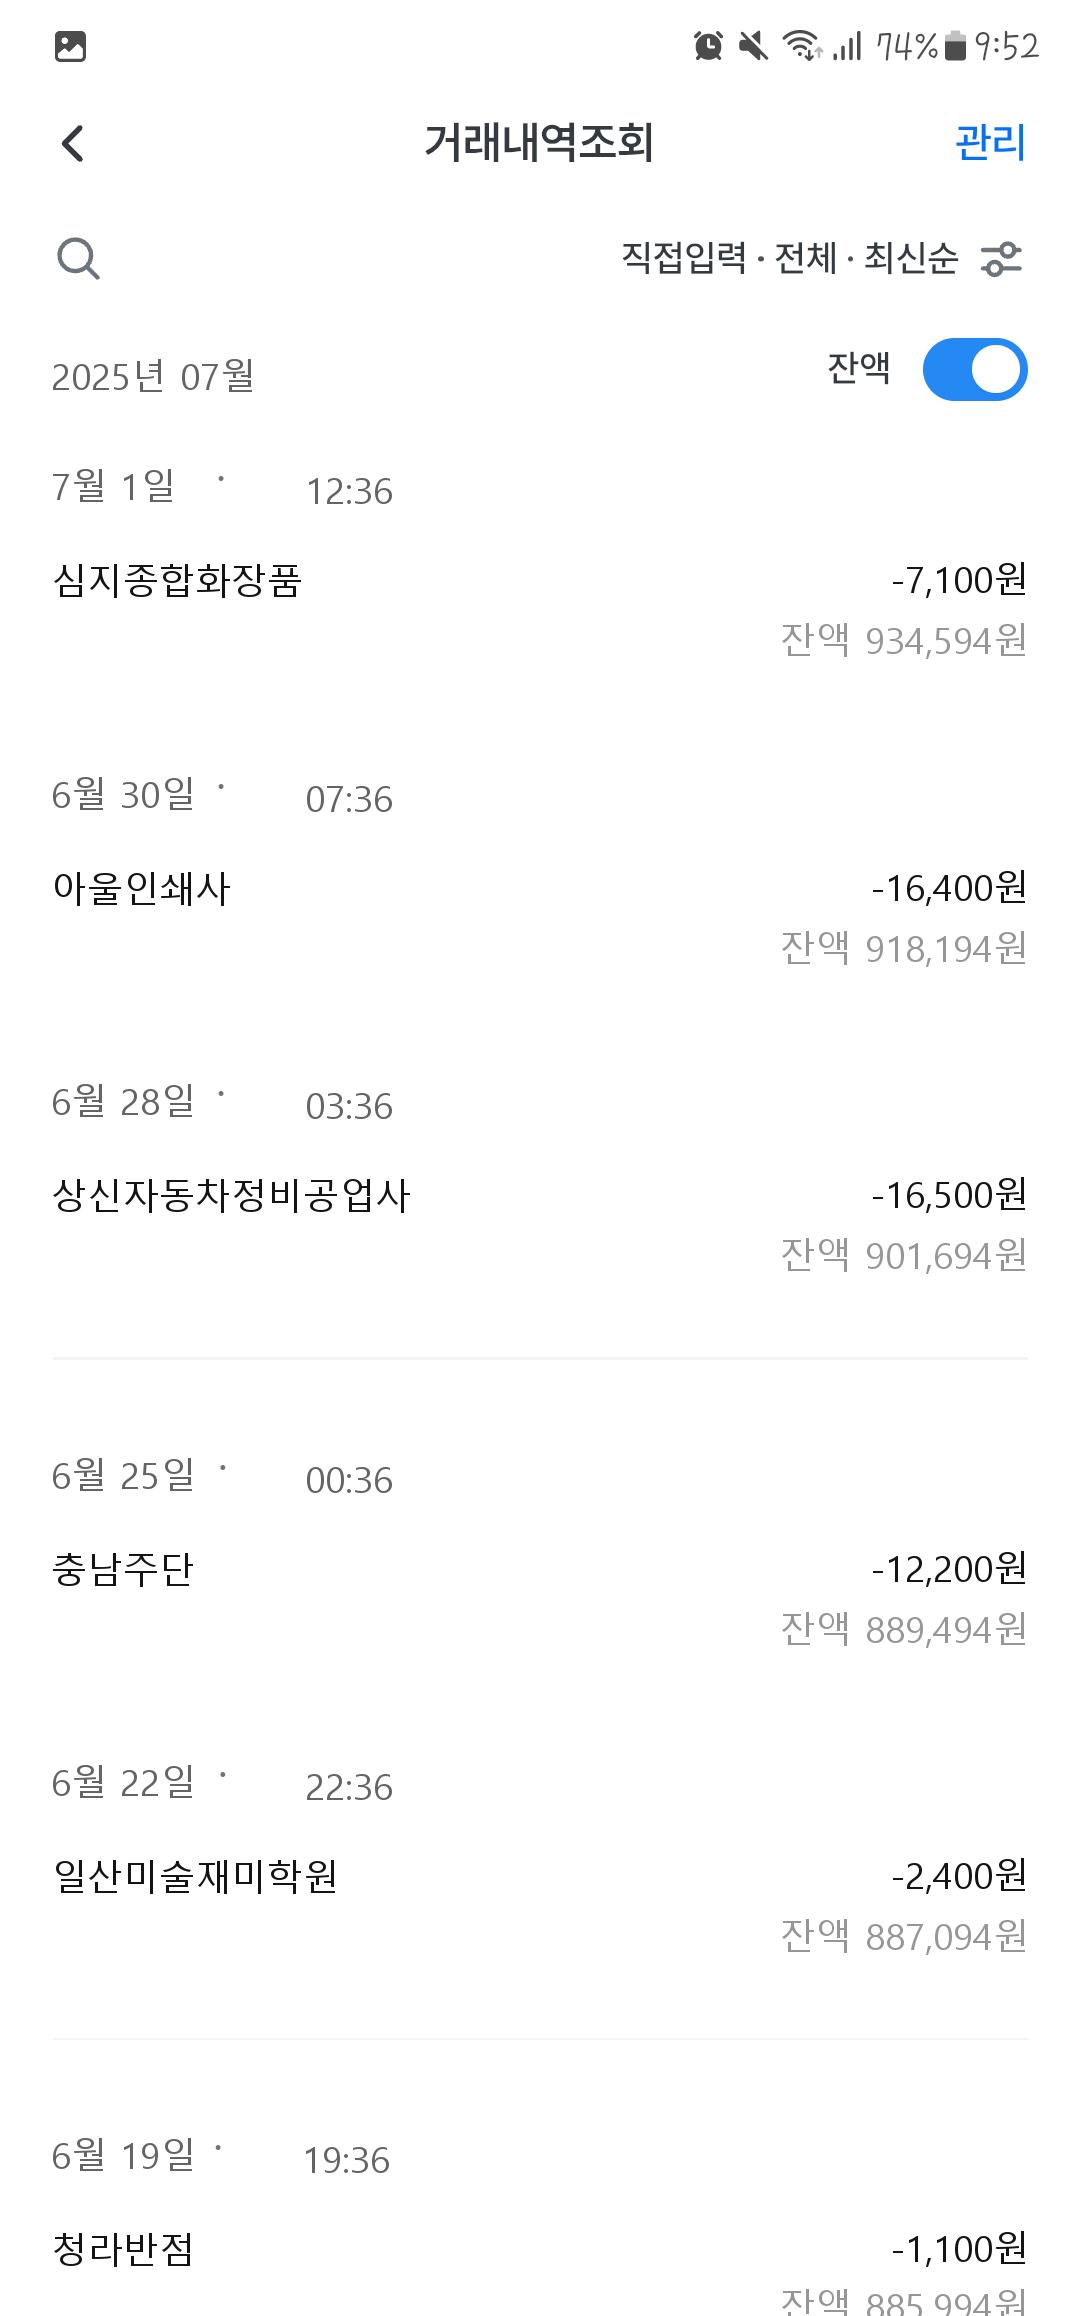 74% 9:52
거래내역조회 관리
직접입력 · 전체 · 최신순
2025년 07월 잔액
7월 1일 · 12:36
심지종합화장품 -7,100원
잔액 934,594원
6월 30일 · 07:36
아울인쇄사 -16,400원
잔액 918,194원
6월 28일 · 03:36
상신자동차정비공업사 -16,500원
잔액 901,694원
6월 25일 · 00:36
충남주단 -12,200원
잔액 889,494원
6월 22일 · 22:36
일산미술재미학원 -2,400원
잔액 887,094원
6월 19일 · 19:36
청라반점 -1,100원
잔액 885,994원